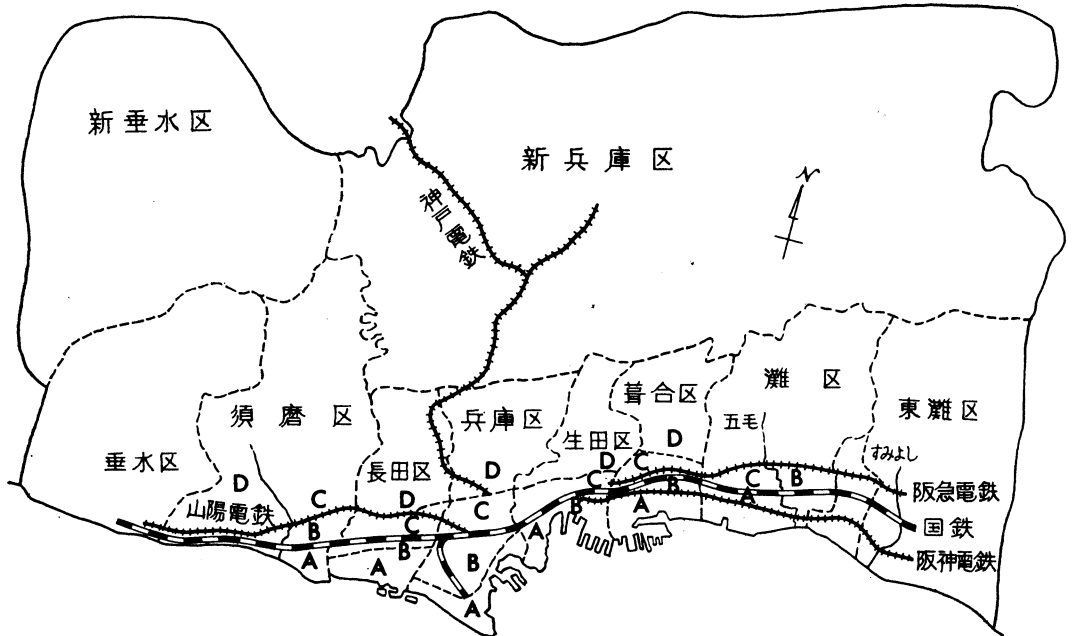 新垂水区
新兵庫区
N
神戸電鉄
灘区
葺合区
東灘区
須磨区
兵庫区
五毛
生田区
すみよし
垂水区
長田区
D
D
C
D
D
C
B
C
D
D
C
C
B
A
阪急電鉄
山陽電鉄
C
B
B
A
国鉄
C
A
B
阪神電鉄
A
A
B
A